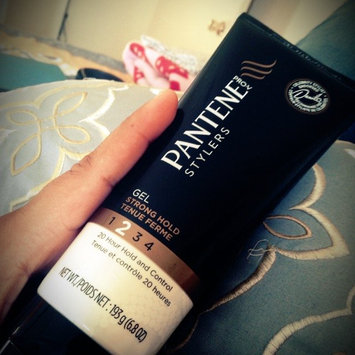 PRO-V
PANTENE
STYLERS
GEL
STRONG HOLD
TENUE FERME
1 2 3 4
20 Hour Hold and Control
Tenue et contrôle 20 heures
NET WT./POIDS NET : 193 g (6.8 OZ)